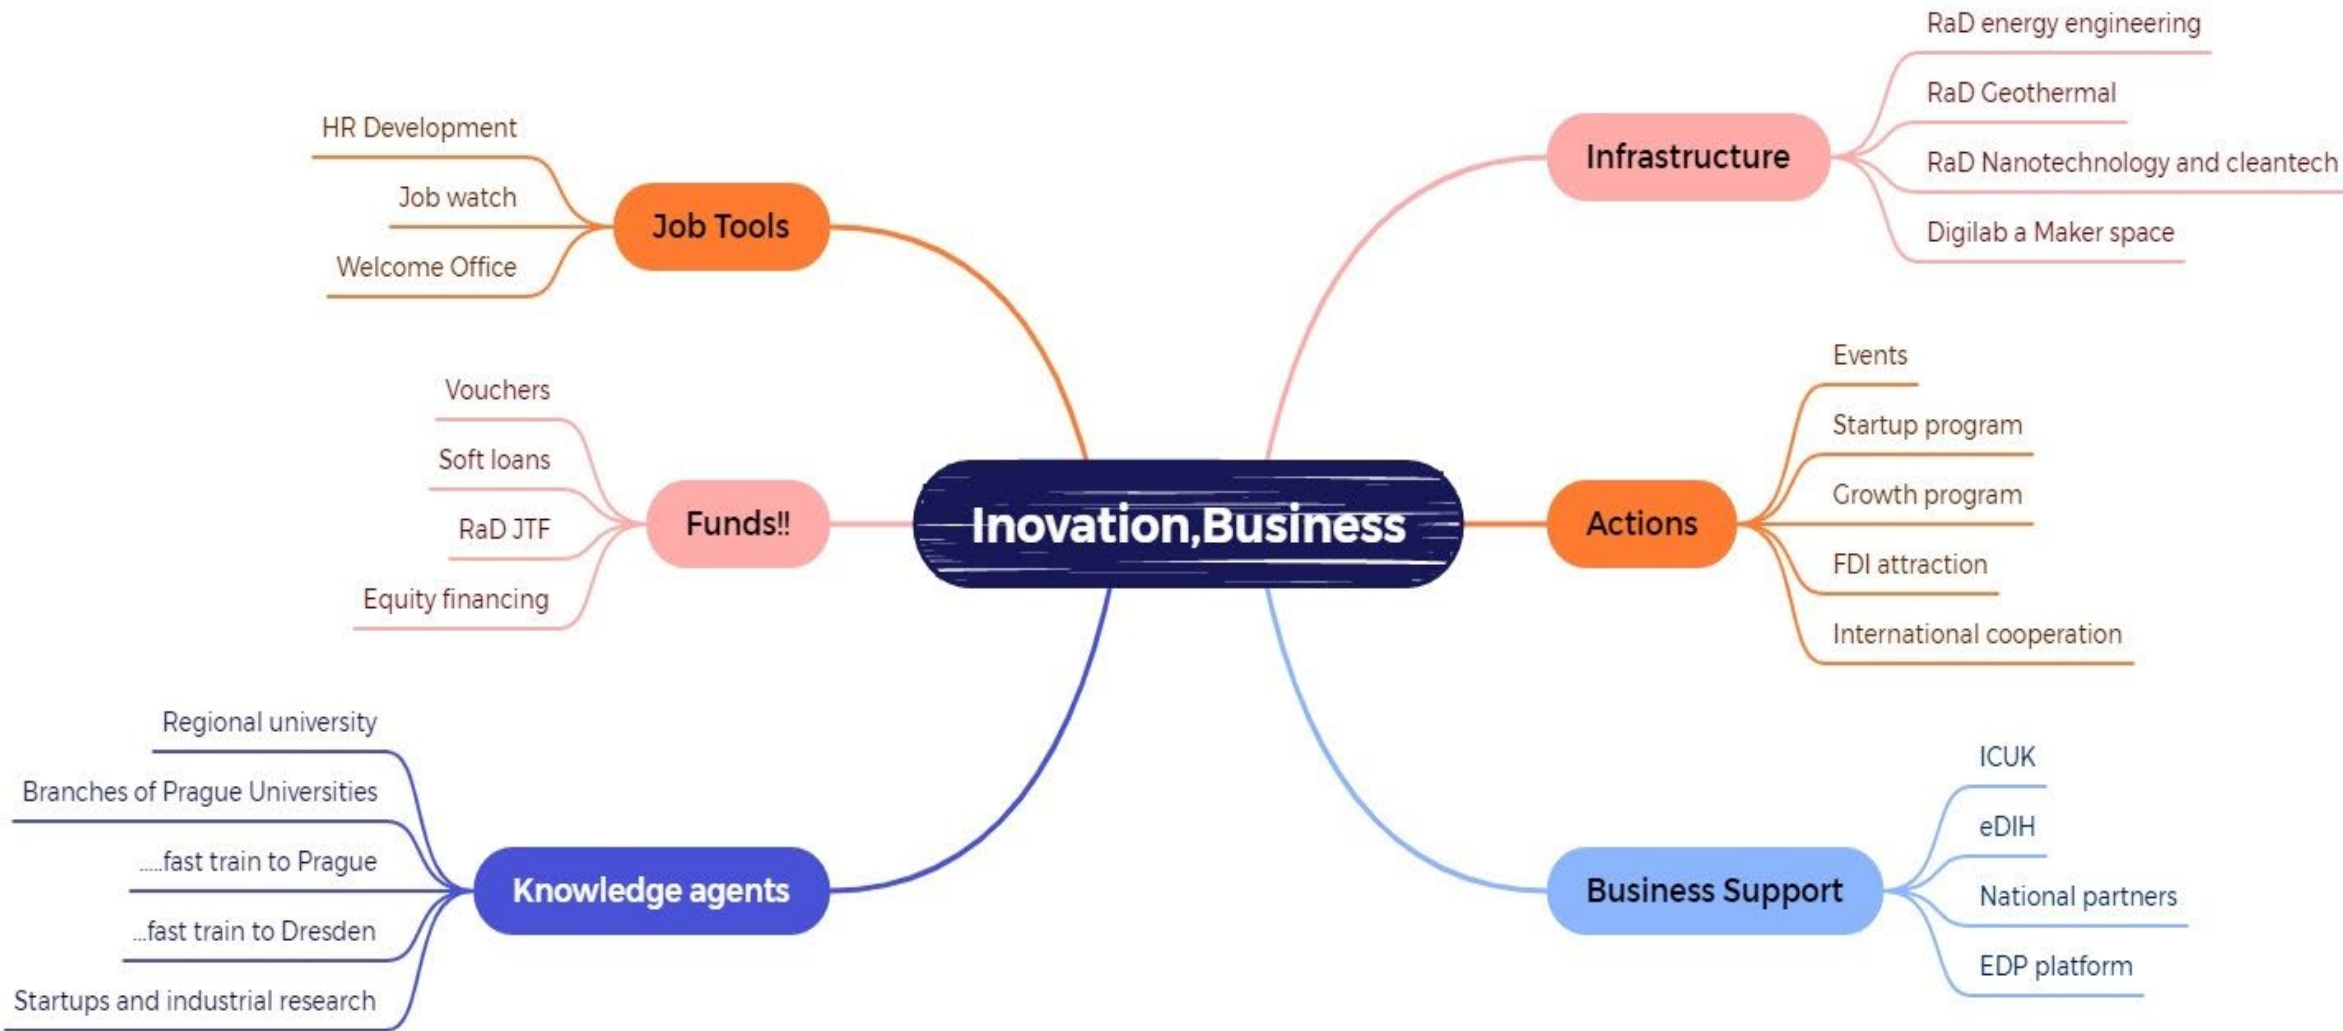 Inovation,Business
Job Tools
HR Development
Job watch
Welcome Office
Funds!!
Vouchers
Soft loans
RaD JTF
Equity financing
Knowledge agents
Regional university
Branches of Prague Universities
.....fast train to Prague
...fast train to Dresden
Startups and industrial research
Infrastructure
RaD energy engineering
RaD Geothermal
RaD Nanotechnology and cleantech
Digilab a Maker space
Actions
Events
Startup program
Growth program
FDI attraction
International cooperation
Business Support
ICUK
eDIH
National partners
EDP platform